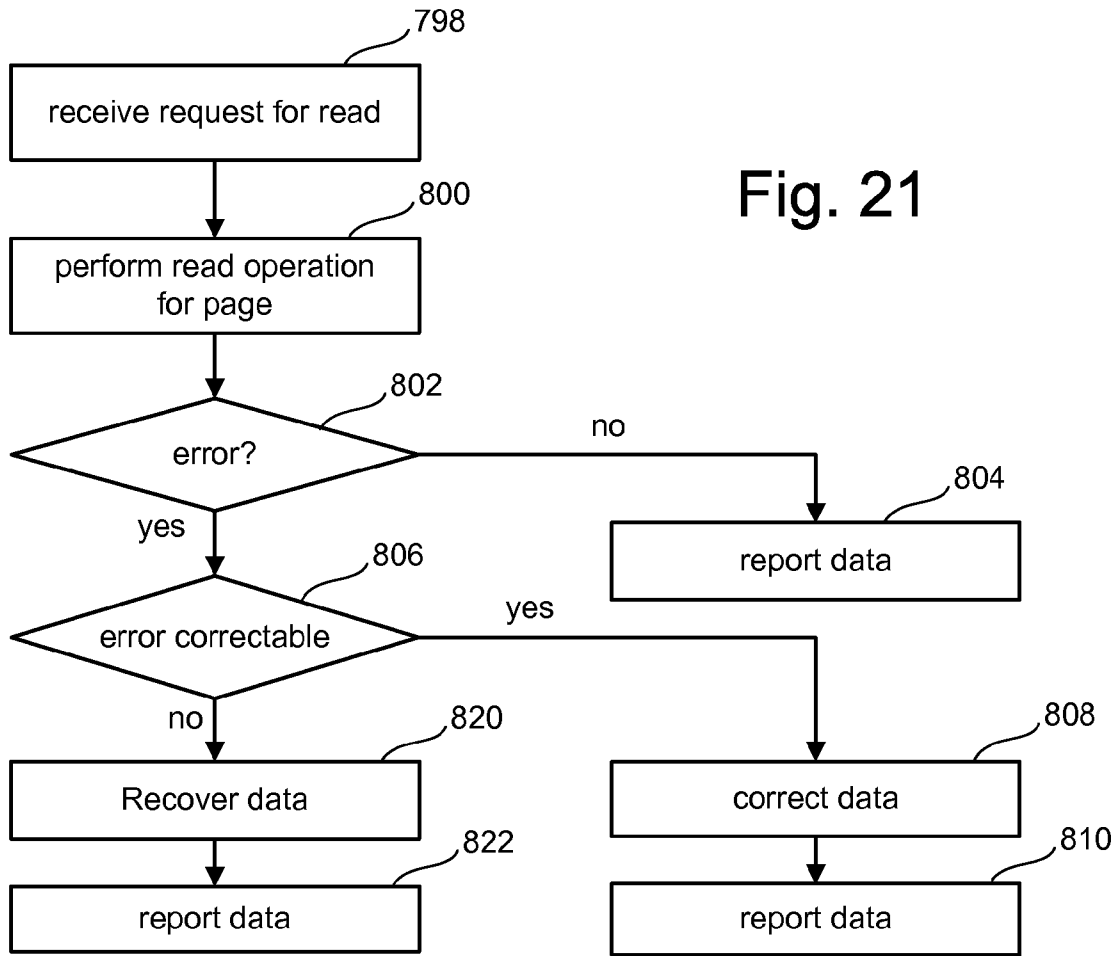 798
receive request for read
Fig. 21
800
perform read operation
for page
802
error?
no
804
yes
report data
806
error correctable
yes
no
820
808
Recover data
correct data
822
810
report data
report data